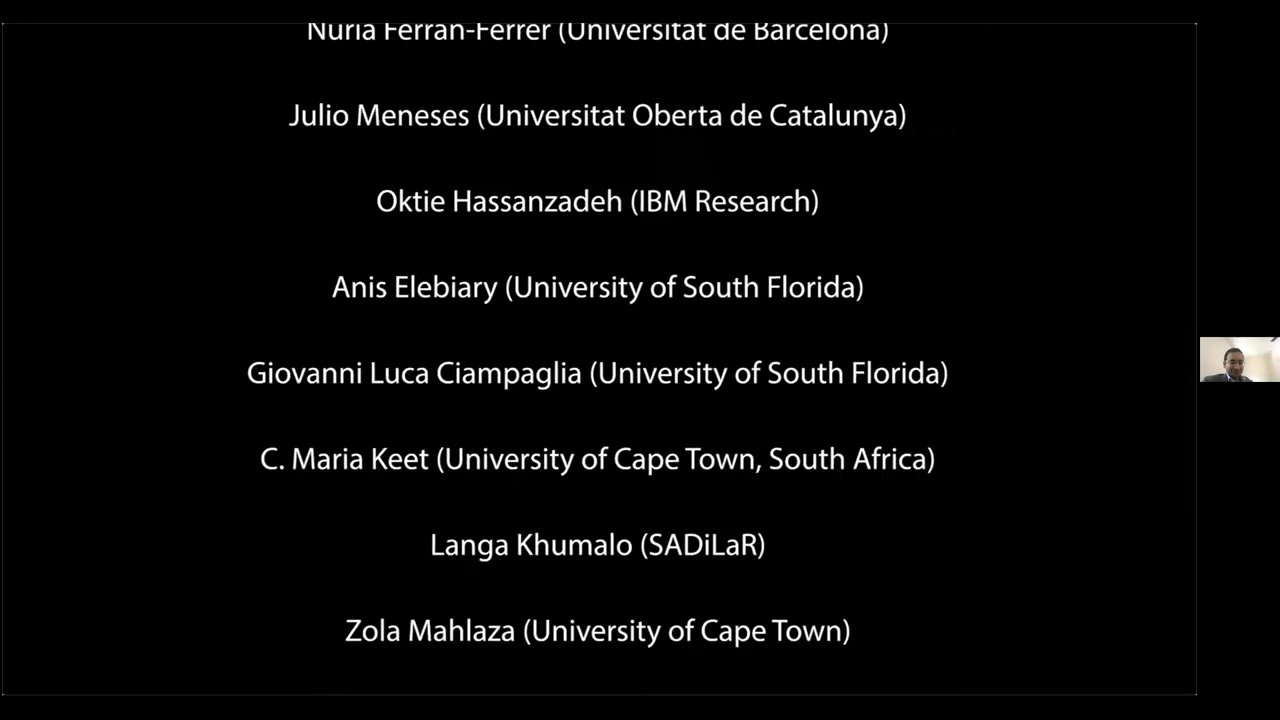 Núria Ferran-Ferrer (Universitat de Barcelona)
Julio Meneses (Universitat Oberta de Catalunya)
Oktie Hassanzadeh (IBM Research)
Anis Elebiary (University of South Florida)
Giovanni Luca Ciampaglia (University of South Florida)
C. Maria Keet (University of Cape Town, South Africa)
Langa Khumalo (SADiLaR)
Zola Mahlaza (University of Cape Town)